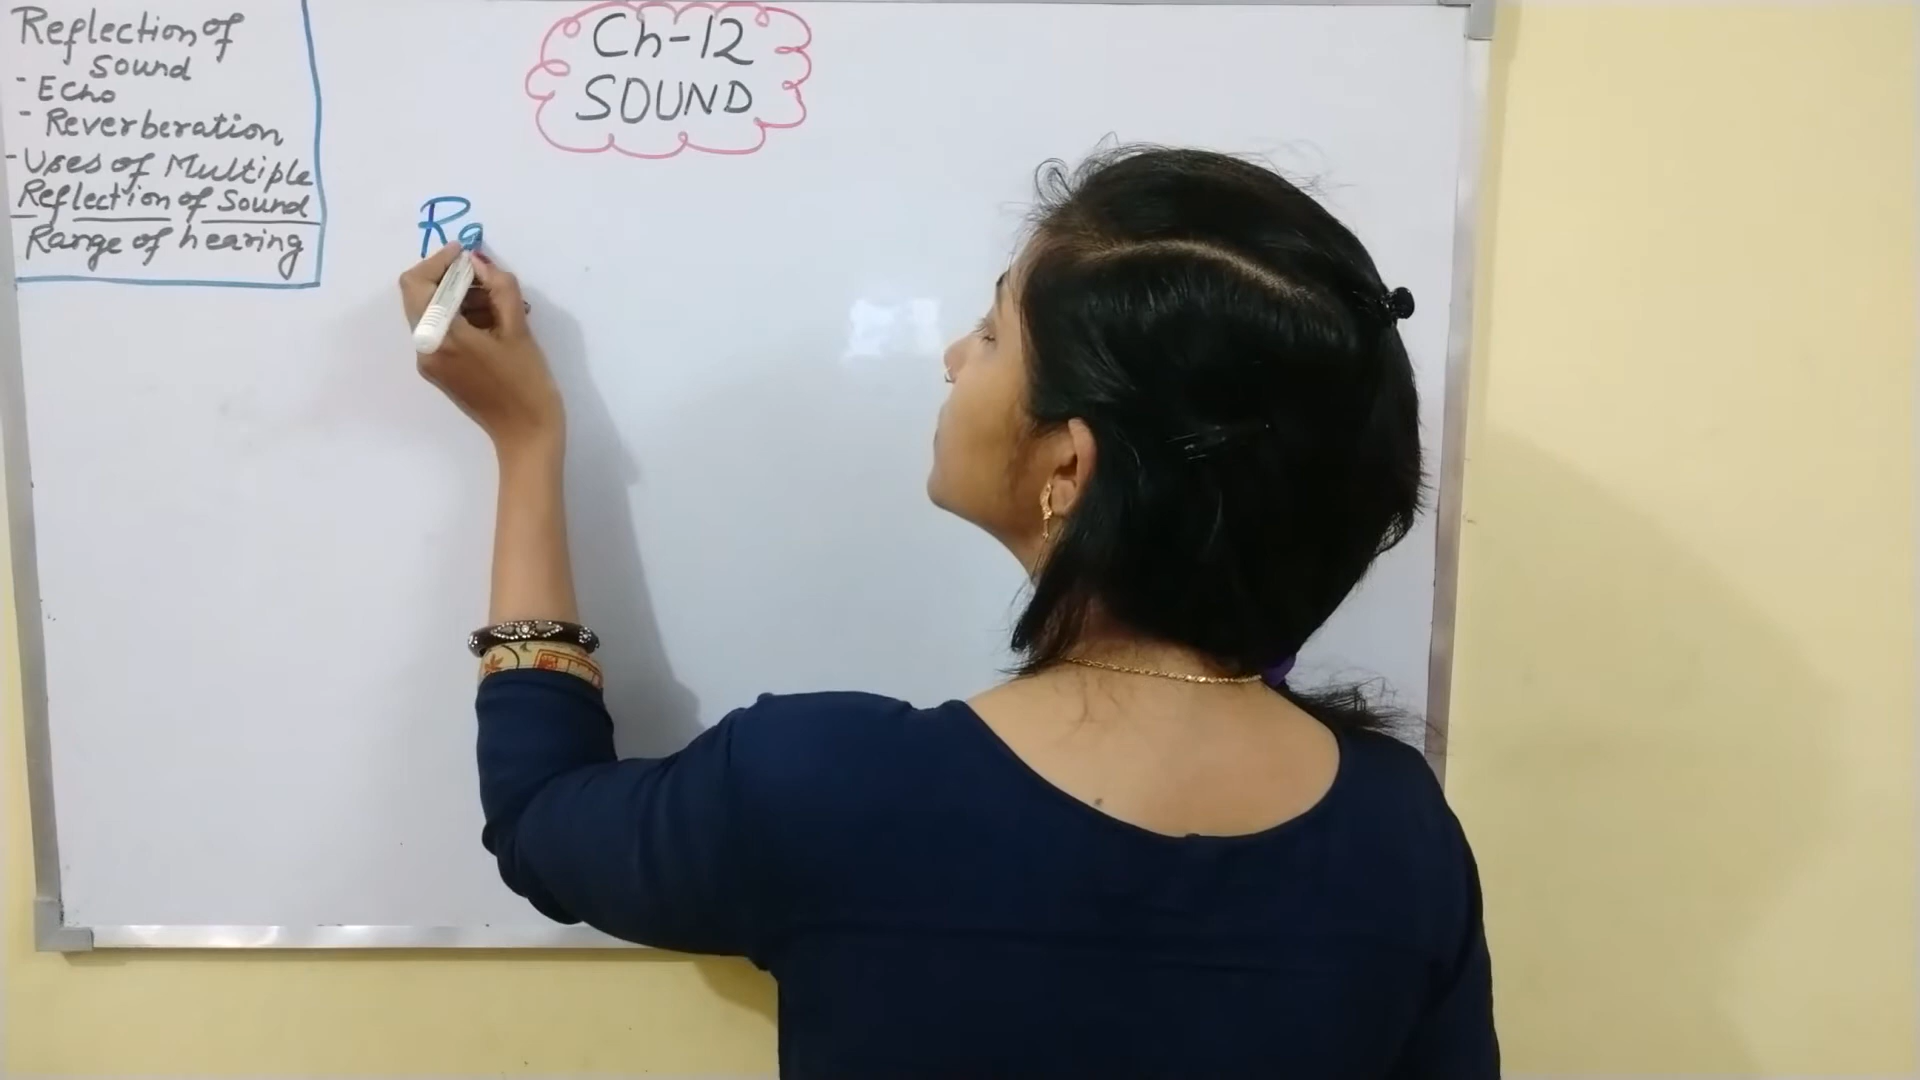 Reflection of
Sound
- Echo
- Reverberation
- Uses of Multiple
Reflection of Sound
Range of hearing
Ch-12
SOUND
Ra